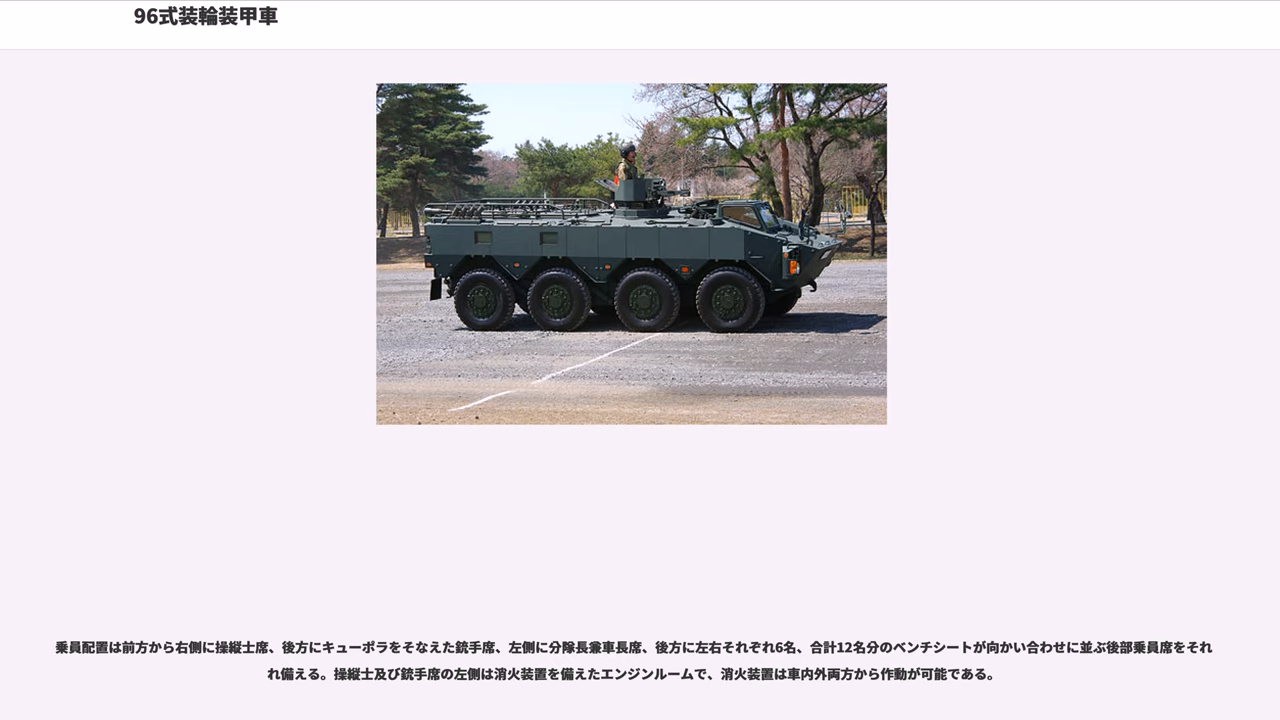 96式装輪装甲車
乗員配置は前方から右側に操縦士席、後方にキューポラをそなえた銃手席、左側に分隊長兼車長席、後方に左右それぞれ6名、合計12名分のベンチシートが向かい合わせに並ぶ後部乗員席をそれ
ぞれ備える。操縦士及び銃手席の左側は消火装置を備えたエンジンルームで、消火装置は車内外両方から作動が可能である。